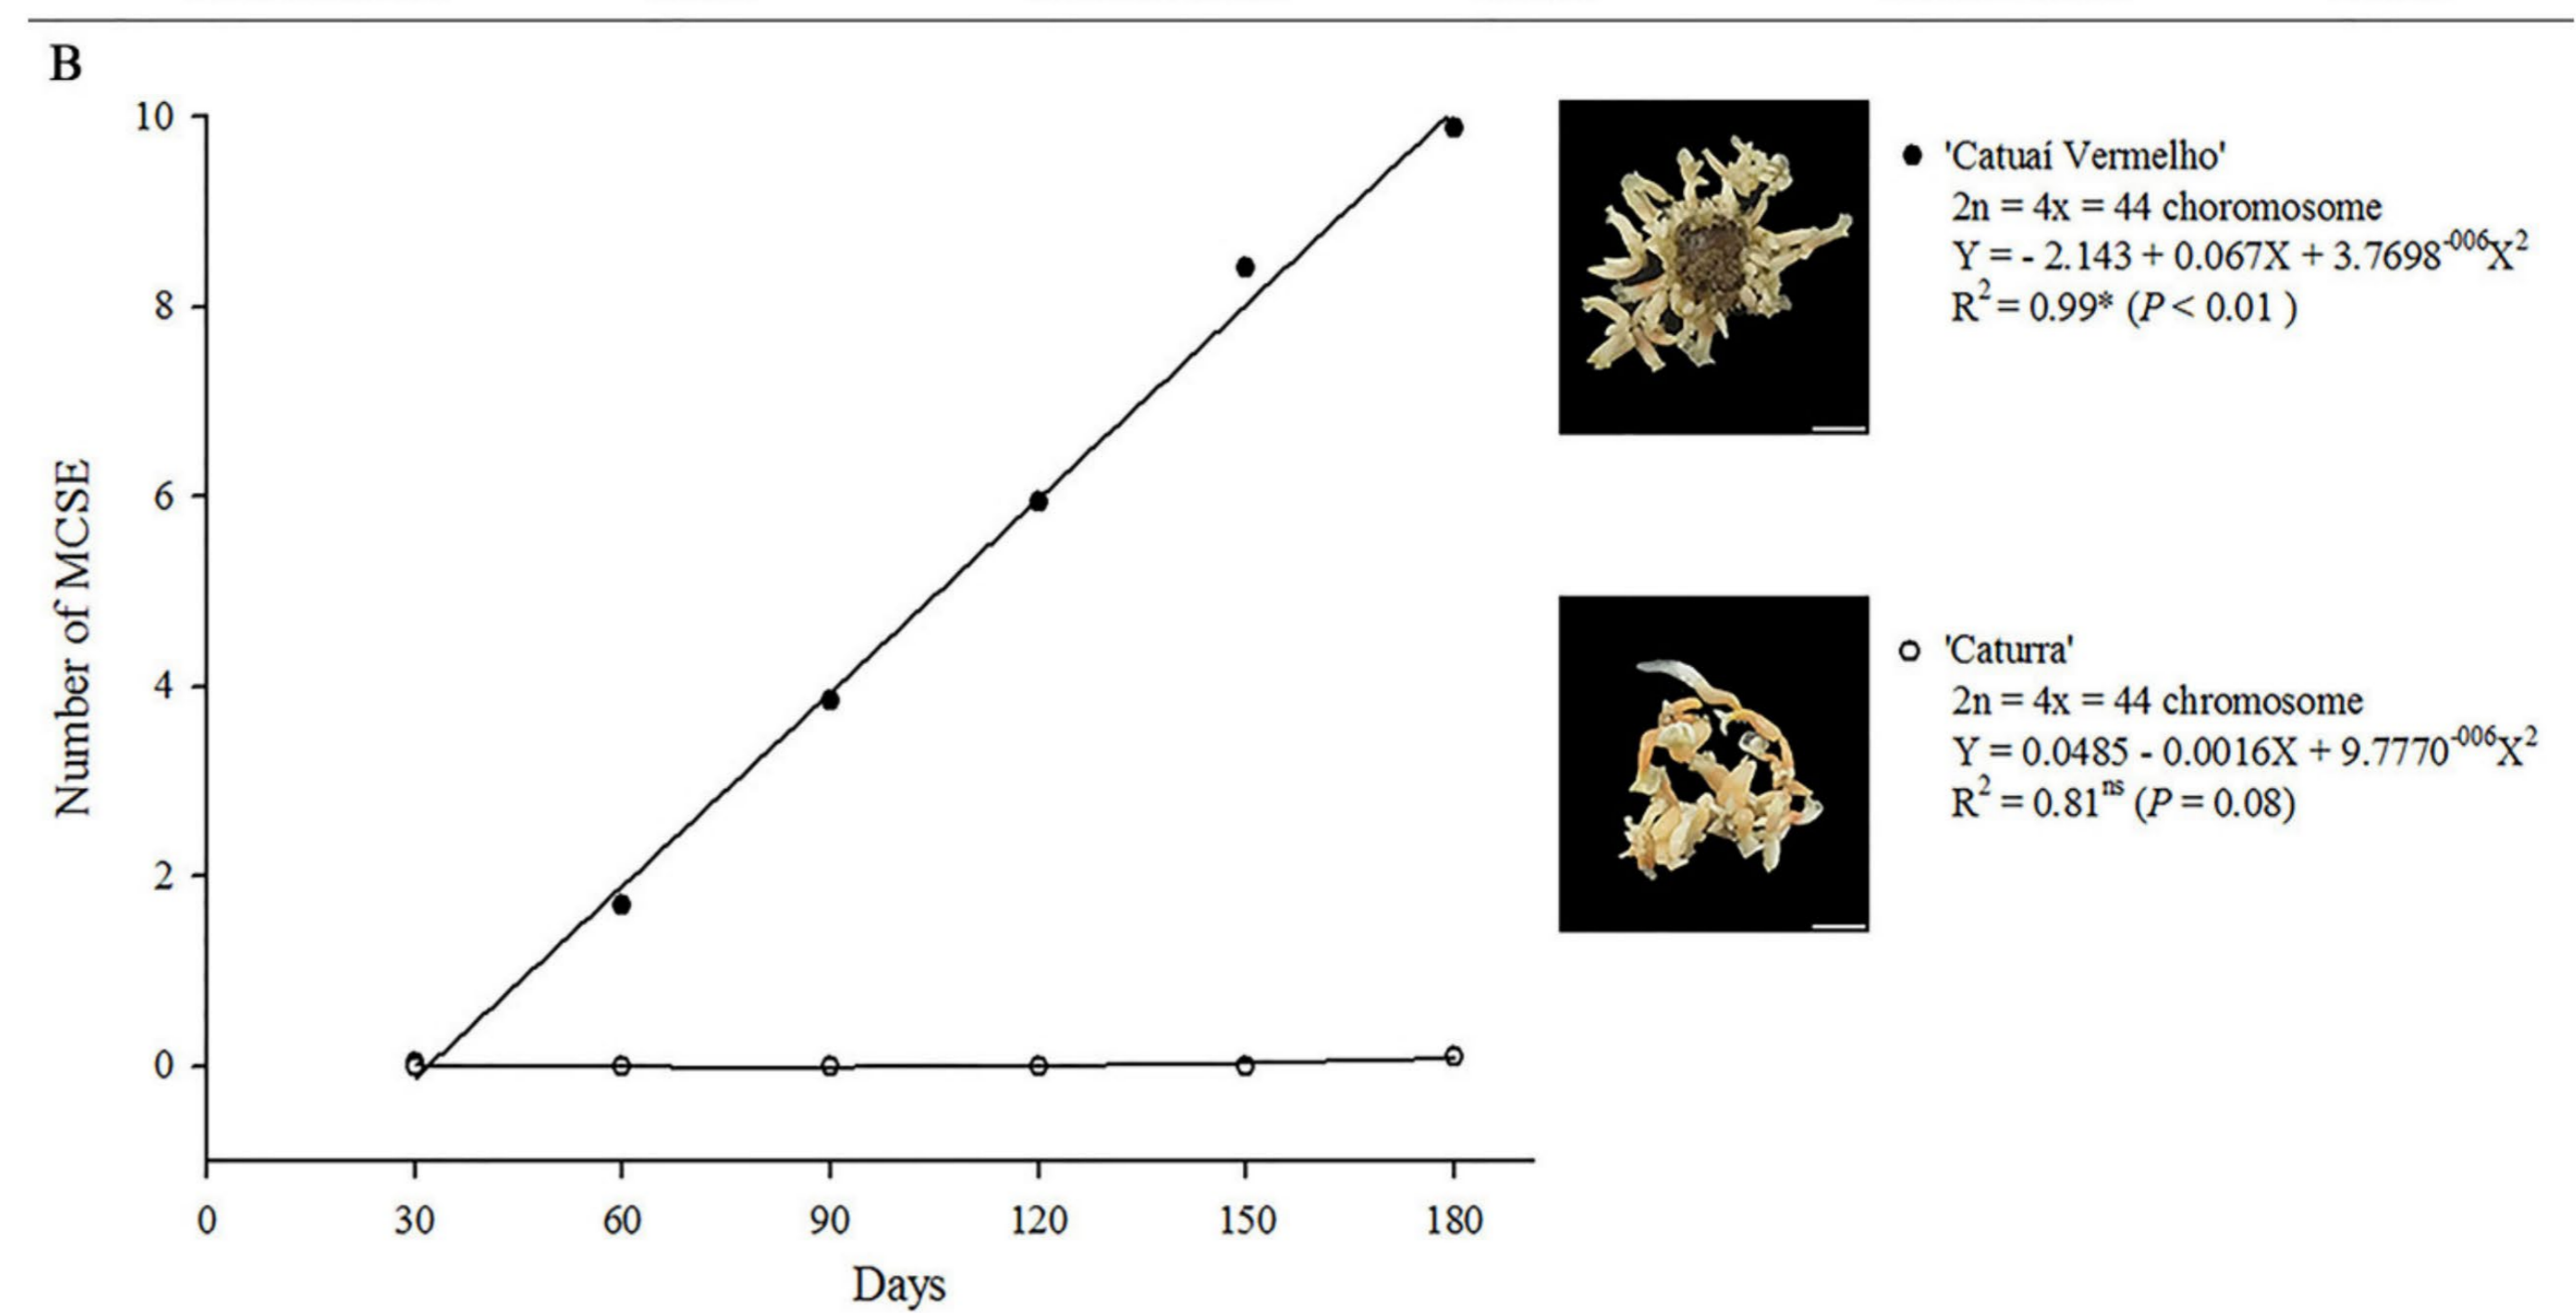 B
10
8
6
4
2
0
Number of MCSE
0 30 60 90 120 150 180
Days
'Catuaí Vermelho'
2n = 4x = 44 choromosome
Y = - 2.143 + 0.067X + 3.7698⁻⁰⁰⁶X²
R² = 0.99* (P < 0.01 )
'Caturra'
2n = 4x = 44 chromosome
Y = 0.0485 - 0.0016X + 9.7770⁻⁰⁰⁶X²
R² = 0.81ⁿˢ (P = 0.08)